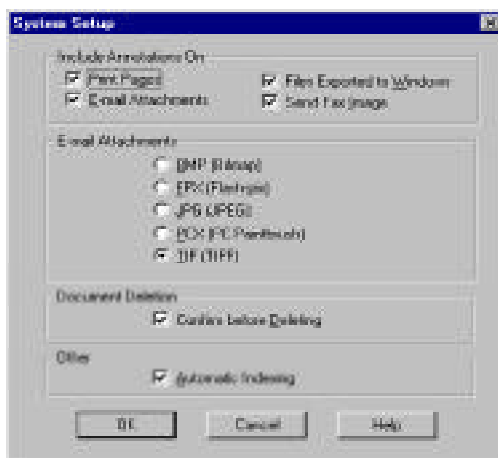 System Setup
Include Annotations On
Print Pages
Files Exported to Windows
E-mail Attachments
Send Fax Image
E-mail Attachments
BMP (Bitmap)
FPX (Flashpix)
JPG (JPEG)
PCX (PC Paintbrush)
TIF (TIFF)
Document Deletion
Confirm before Deleting
Other
Automatic Indexing
OK
Cancel
Help